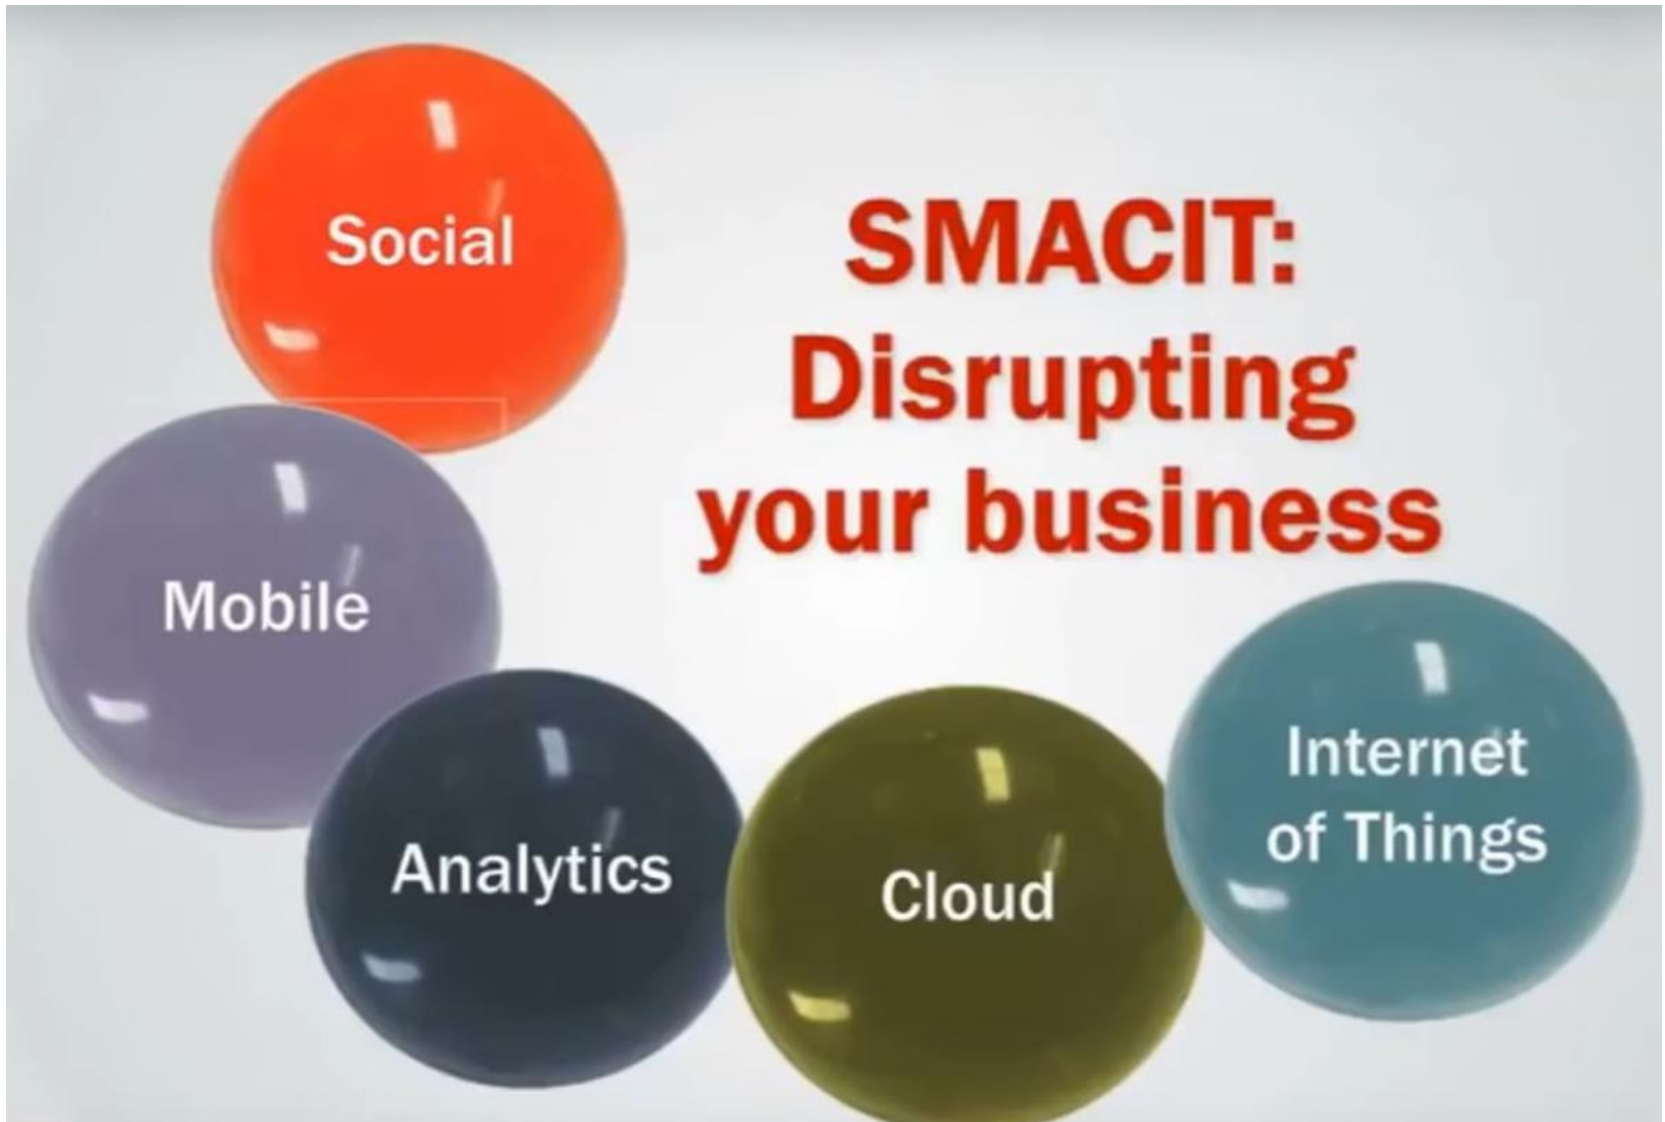 SMACIT:
Disrupting
your business
Social
Mobile
Analytics
Cloud
Internet
of Things